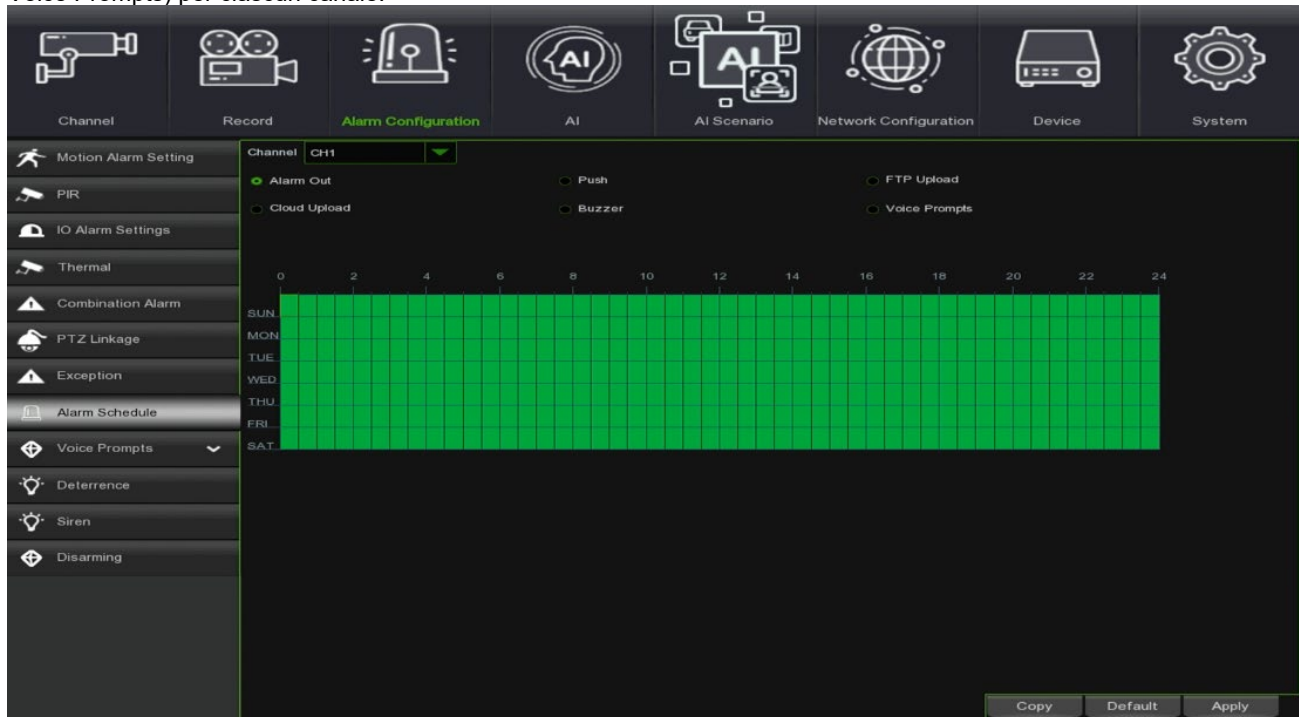 Voice Prompts) per ciascun canale.
Channel Record Alarm Configuration AI AI Scenario Network Configuration Device System
Motion Alarm Setting
PIR
IO Alarm Settings
Thermal
Combination Alarm
PTZ Linkage
Exception
Alarm Schedule
Voice Prompts
Deterrence
Siren
Disarming
Channel CH1
Alarm Out Push FTP Upload
Cloud Upload Buzzer Voice Prompts
0 2 4 6 8 10 12 14 16 18 20 22 24
SUN
MON
TUE
WED
THU
FRI
SAT
Copy Default Apply